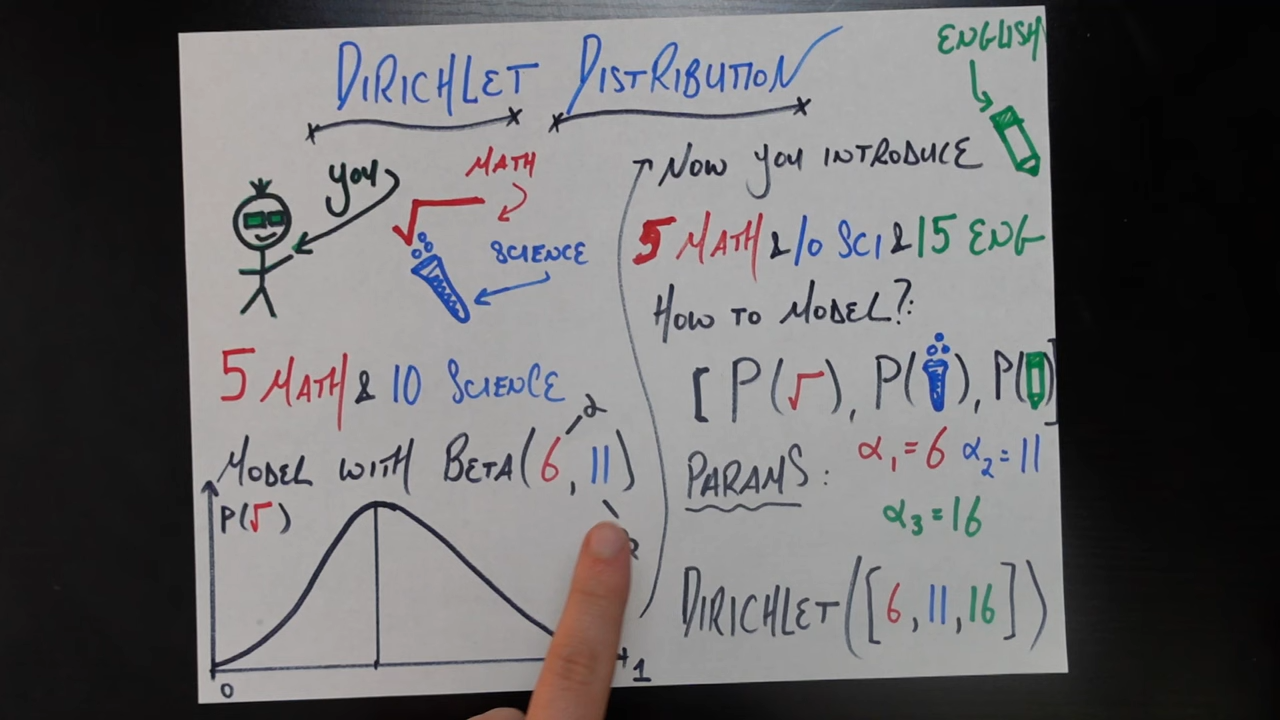 DIRICHLET DISTRIBUTION
YOU
MATH
SCIENCE
5 MATH & 10 SCIENCE
MODEL WITH BETA(6, 11)
α
P(√)
0
1
ENGLISH
NOW YOU INTRODUCE
5 MATH & 10 SCI & 15 ENG
HOW TO MODEL?:
[P(√), P( ), P( )]
PARAMS: α₁=6 α₂=11
α₃=16
DIRICHLET([6, 11, 16])